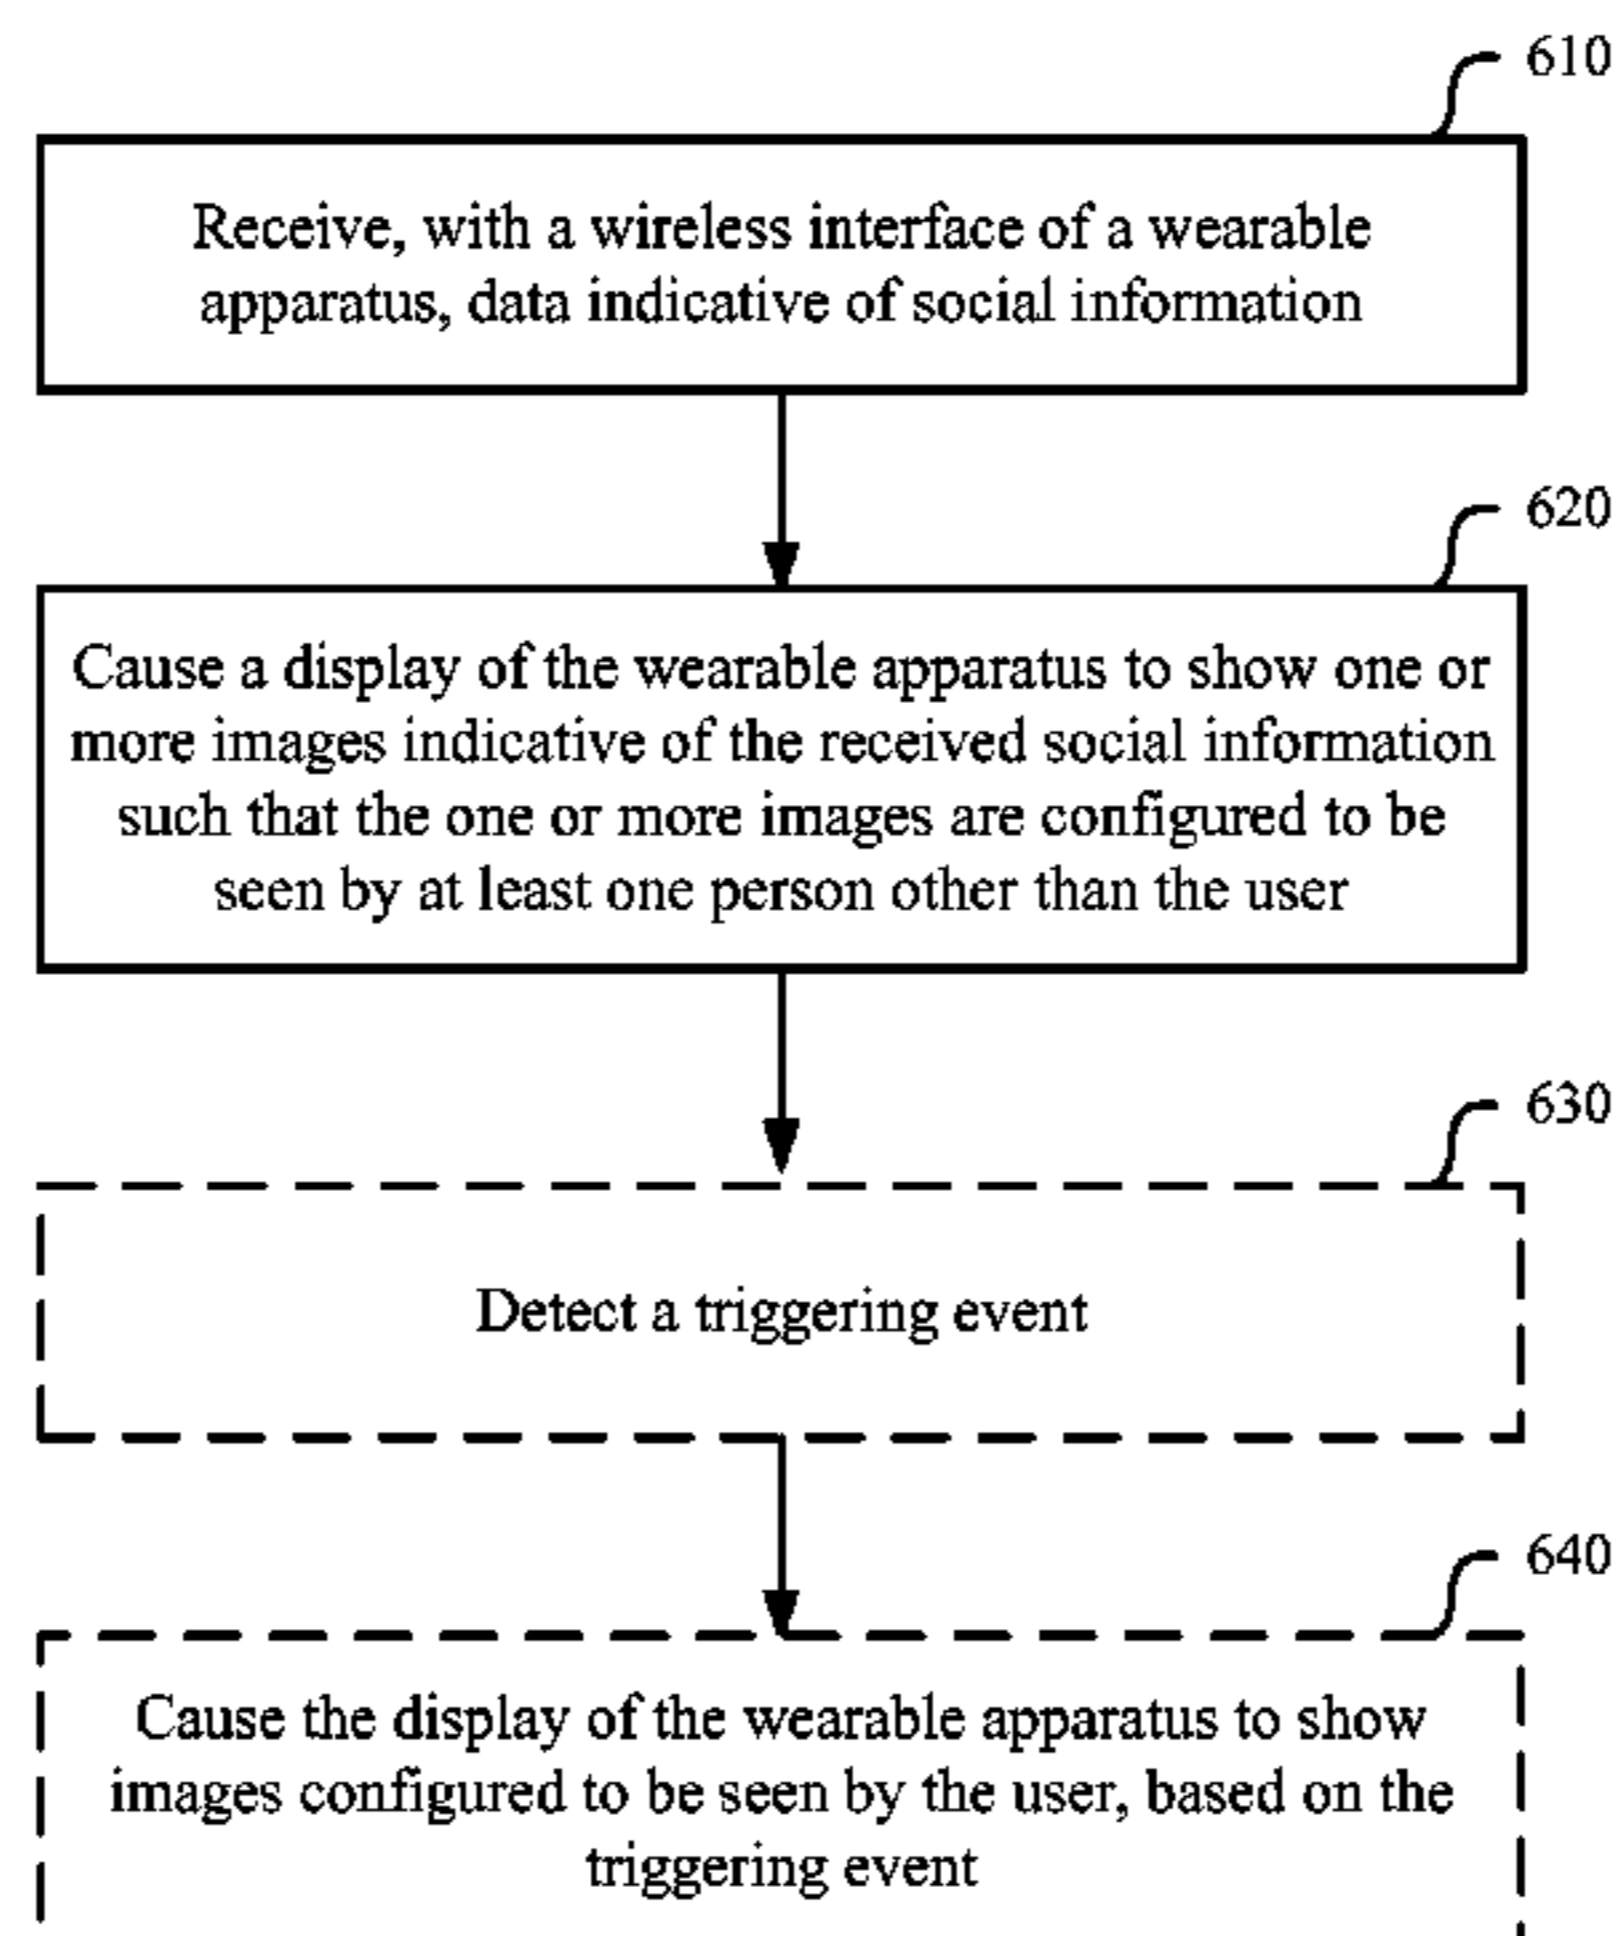 610
Receive, with a wireless interface of a wearable
apparatus, data indicative of social information
620
Cause a display of the wearable apparatus to show one or
more images indicative of the received social information
such that the one or more images are configured to be
seen by at least one person other than the user
630
Detect a triggering event
640
Cause the display of the wearable apparatus to show
images configured to be seen by the user, based on the
triggering event